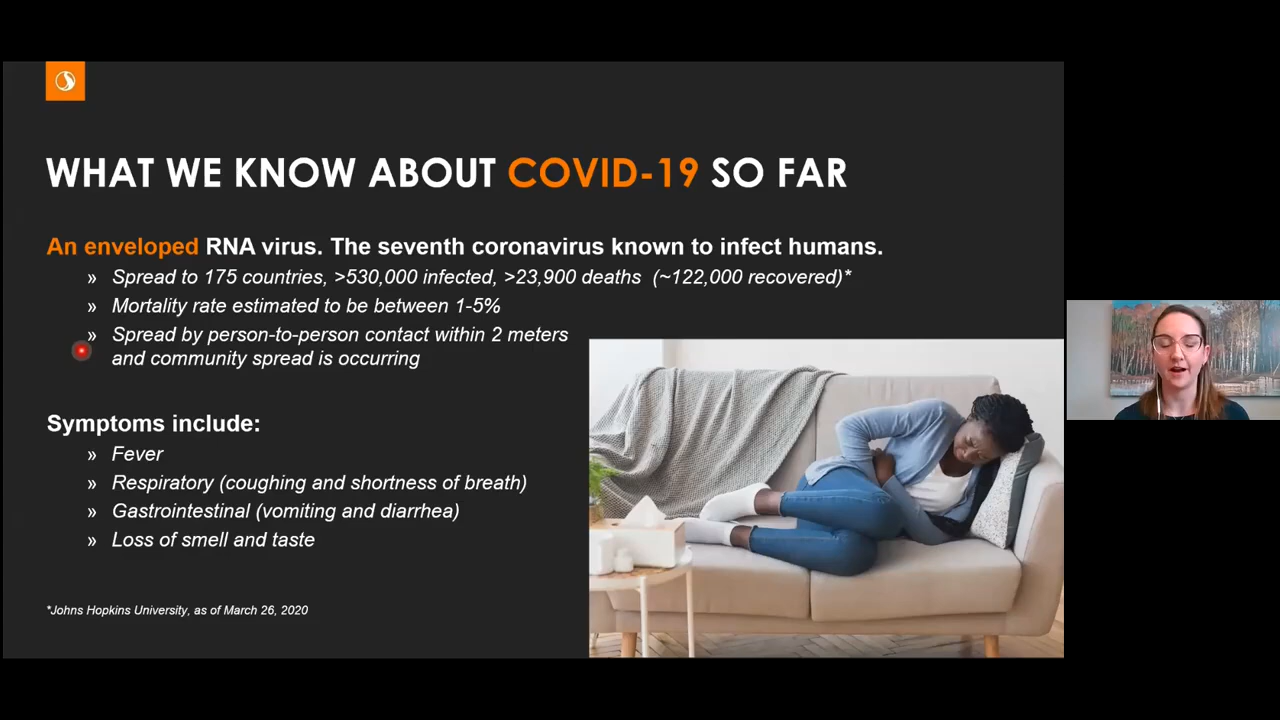 WHAT WE KNOW ABOUT COVID-19 SO FAR
An enveloped RNA virus. The seventh coronavirus known to infect humans.
» Spread to 175 countries, >530,000 infected, >23,900 deaths (~122,000 recovered)*
» Mortality rate estimated to be between 1-5%
» Spread by person-to-person contact within 2 meters
and community spread is occurring
Symptoms include:
» Fever
» Respiratory (coughing and shortness of breath)
» Gastrointestinal (vomiting and diarrhea)
» Loss of smell and taste
*Johns Hopkins University, as of March 26, 2020